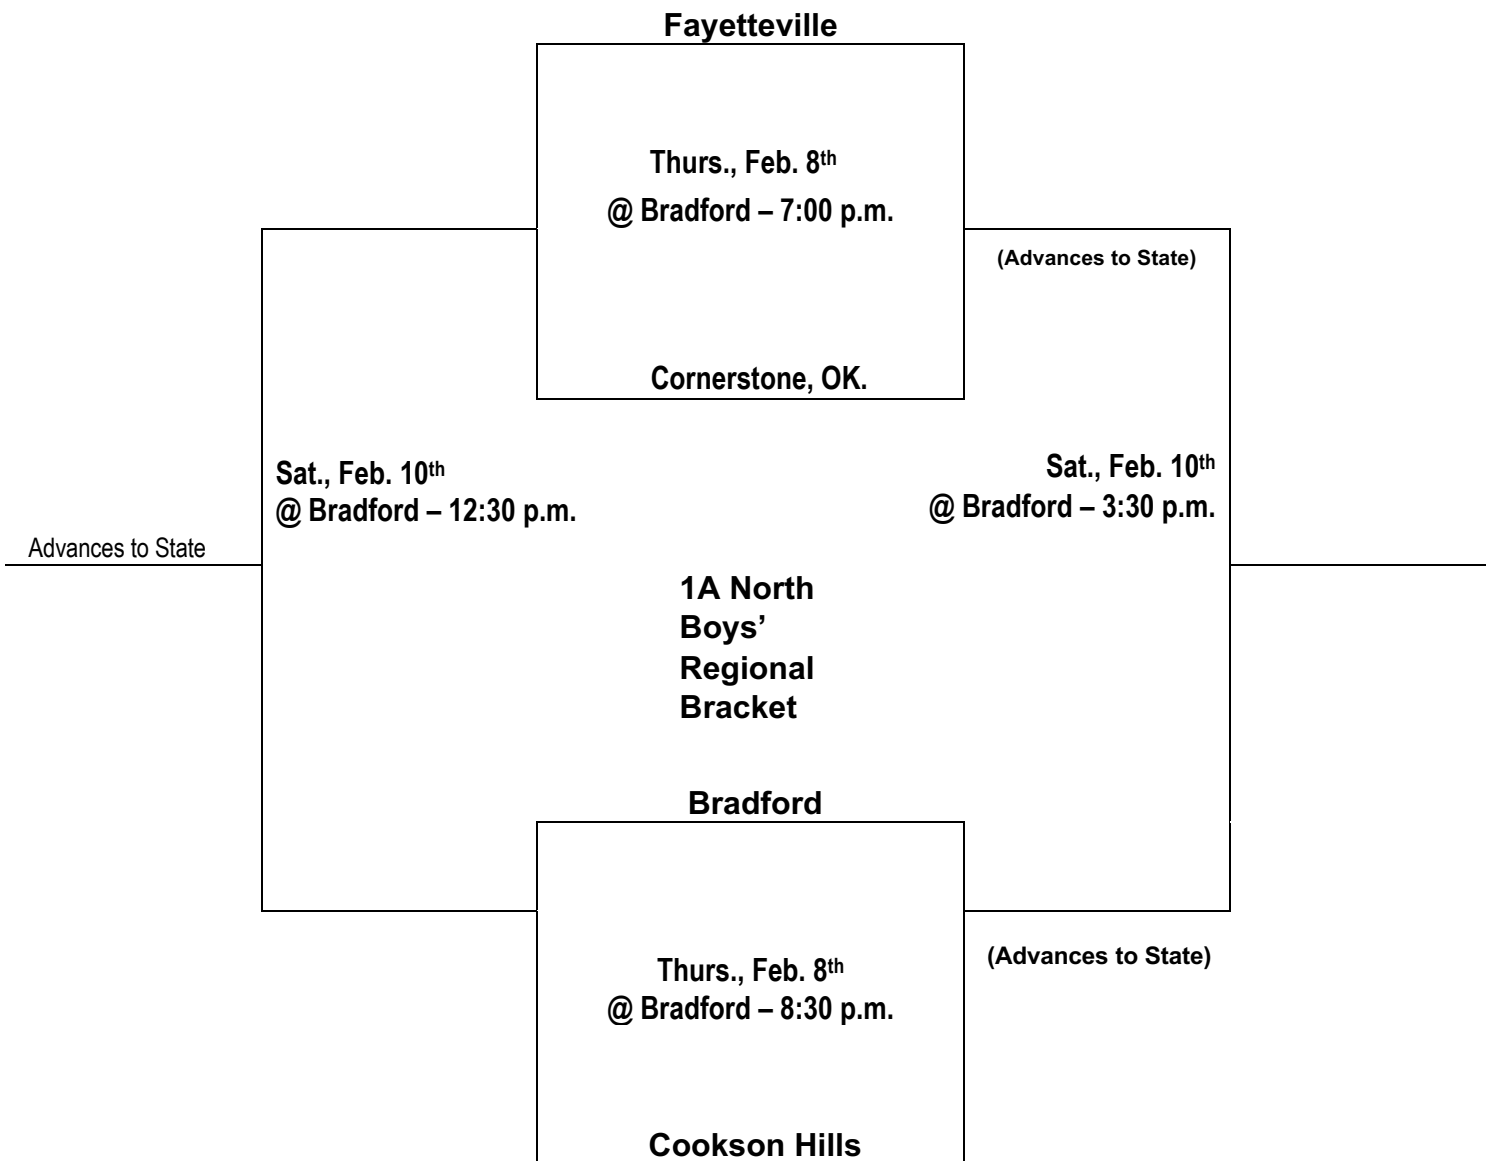 Fayetteville
Thurs., Feb. 8th
@ Bradford – 7:00 p.m.
(Advances to State)
Cornerstone, OK.
Sat., Feb. 10th
@ Bradford – 12:30 p.m.
Sat., Feb. 10th
@ Bradford – 3:30 p.m.
Advances to State
1A North
Boys’
Regional
Bracket
Bradford
Thurs., Feb. 8th
@ Bradford – 8:30 p.m.
(Advances to State)
Cookson Hills